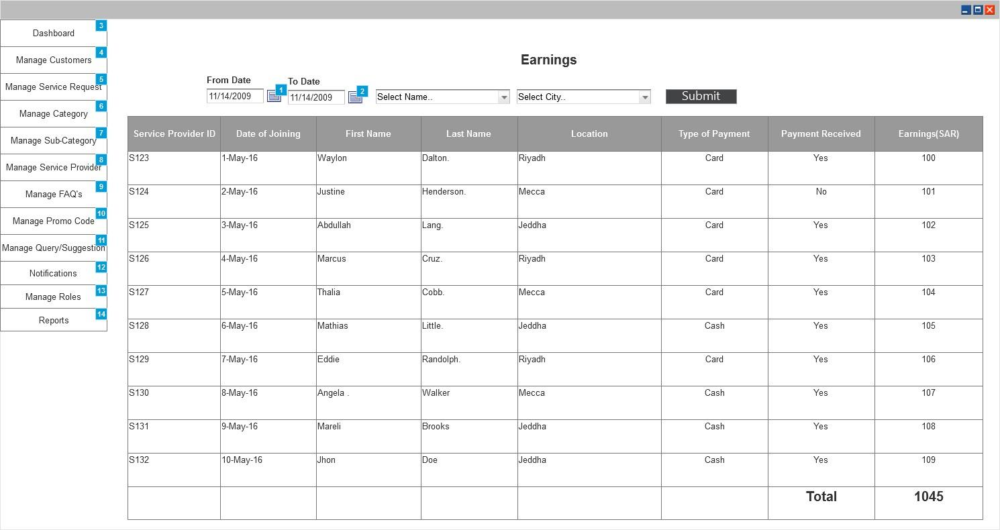 3
Dashboard
4
Manage Customers
5
Manage Service Request
6
Manage Category
7
Manage Sub-Category
8
Manage Service Provider
9
Manage FAQ's
10
Manage Promo Code
11
Manage Query/Suggestion
12
Notifications
13
Manage Roles
14
Reports
Earnings
From Date To Date
11/14/2009 1 11/14/2009 2 Select Name.. Select City.. Submit
Service Provider ID Date of Joining First Name Last Name Location Type of Payment Payment Received Earnings(SAR)
S123 1-May-16 Waylon Dalton. Riyadh Card Yes 100
S124 2-May-16 Justine Henderson. Mecca Card No 101
S125 3-May-16 Abdullah Lang. Jeddha Card Yes 102
S126 4-May-16 Marcus Cruz. Riyadh Card Yes 103
S127 5-May-16 Thalia Cobb. Mecca Card Yes 104
S128 6-May-16 Mathias Little. Jeddha Cash Yes 105
S129 7-May-16 Eddie Randolph. Riyadh Card Yes 106
S130 8-May-16 Angela . Walker Mecca Cash Yes 107
S131 9-May-16 Mareli Brooks Jeddha Cash Yes 108
S132 10-May-16 Jhon Doe Jeddha Cash Yes 109
Total 1045